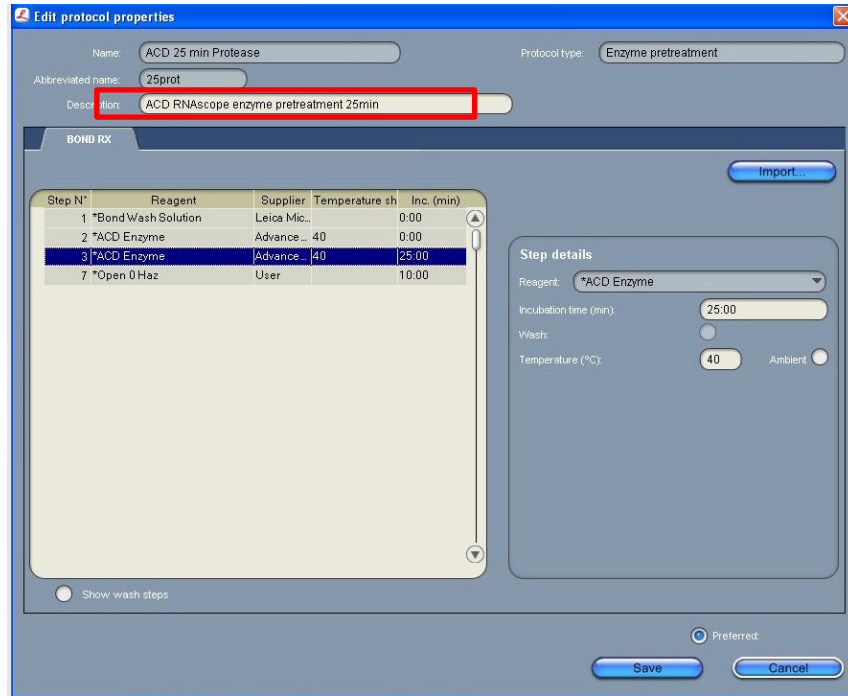 Edit protocol properties
Name: ACD 25 min Protease Protocol type: Enzyme pretreatment
Abbreviated name: 25prot
Description: ACD RNAscope enzyme pretreatment 25min
BOND RX
Import...
Step N° Reagent Supplier Temperature sh Inc. (min)
1 *Bond Wash Solution Leica Mic... 0:00
2 *ACD Enzyme Advance... 40 0:00
3 *ACD Enzyme Advance... 40 25:00
7 *Open 0 Haz User 10:00
Step details
Reagent: *ACD Enzyme
Incubation time (min): 25:00
Wash:
Temperature (°C): 40 Ambient
Show wash steps
Preferred:
Save Cancel